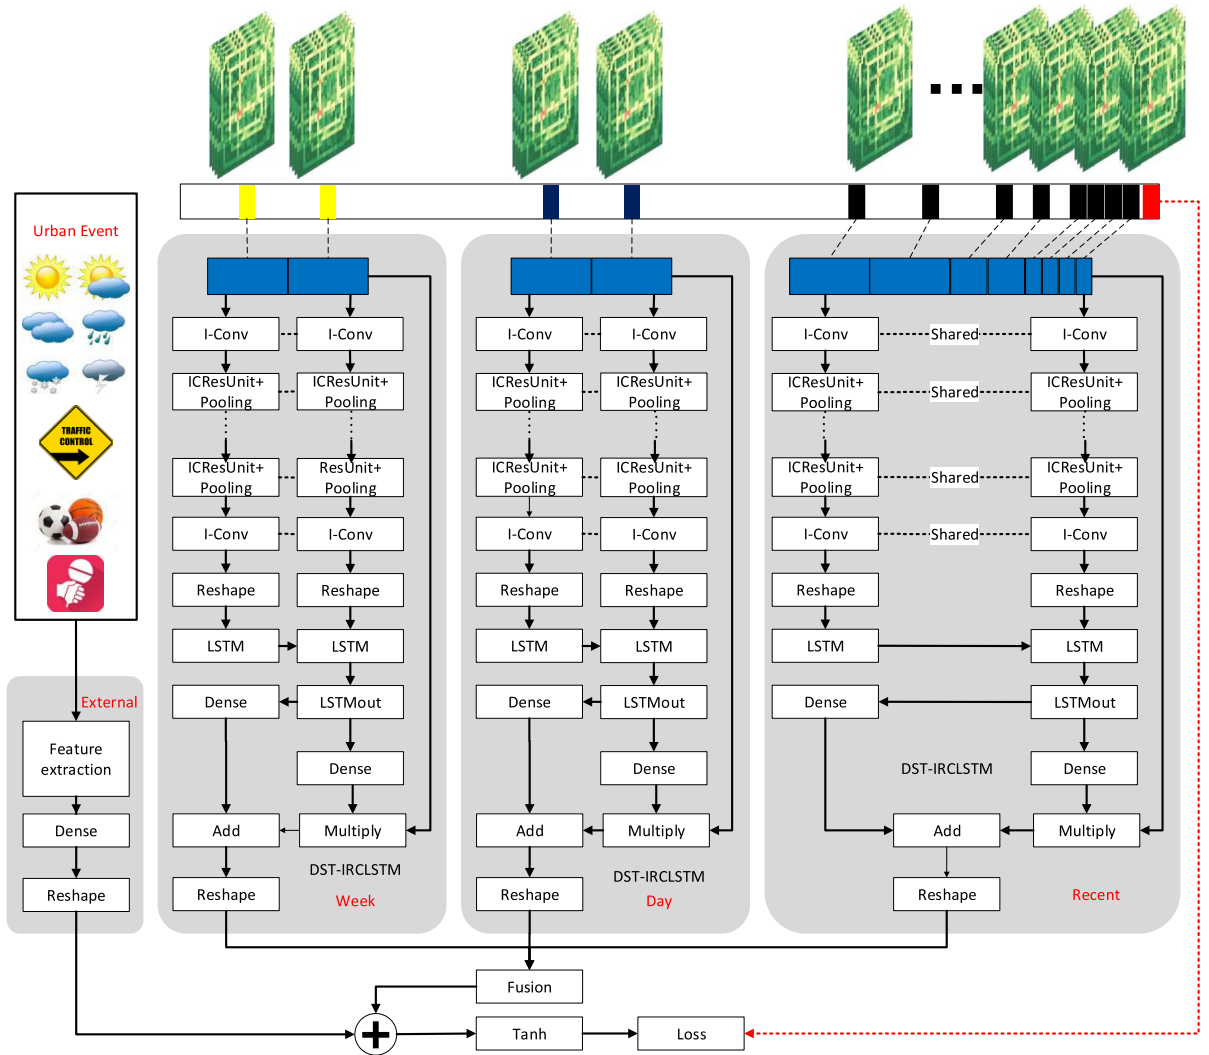 Urban Event
TRAFFIC
CONTROL
External
Feature
extraction
Dense
Reshape
I-Conv
I-Conv
ICResUnit+
Pooling
ICResUnit+
Pooling
ICResUnit+
Pooling
ResUnit+
Pooling
I-Conv
I-Conv
Reshape
Reshape
LSTM
LSTM
Dense
LSTMout
Dense
Add
Multiply
DST-IRCLSTM
Reshape
Week
I-Conv
I-Conv
ICResUnit+
Pooling
ICResUnit+
Pooling
ICResUnit+
Pooling
ICResUnit+
Pooling
I-Conv
I-Conv
Reshape
Reshape
LSTM
LSTM
Dense
LSTMout
Dense
Add
Multiply
DST-IRCLSTM
Reshape
Day
I-Conv
Shared
I-Conv
ICResUnit+
Pooling
Shared
ICResUnit+
Pooling
ICResUnit+
Pooling
Shared
ICResUnit+
Pooling
I-Conv
Shared
I-Conv
Reshape
Reshape
LSTM
LSTM
Dense
LSTMout
DST-IRCLSTM
Dense
Add
Multiply
Reshape
Recent
Fusion
Tanh
Loss